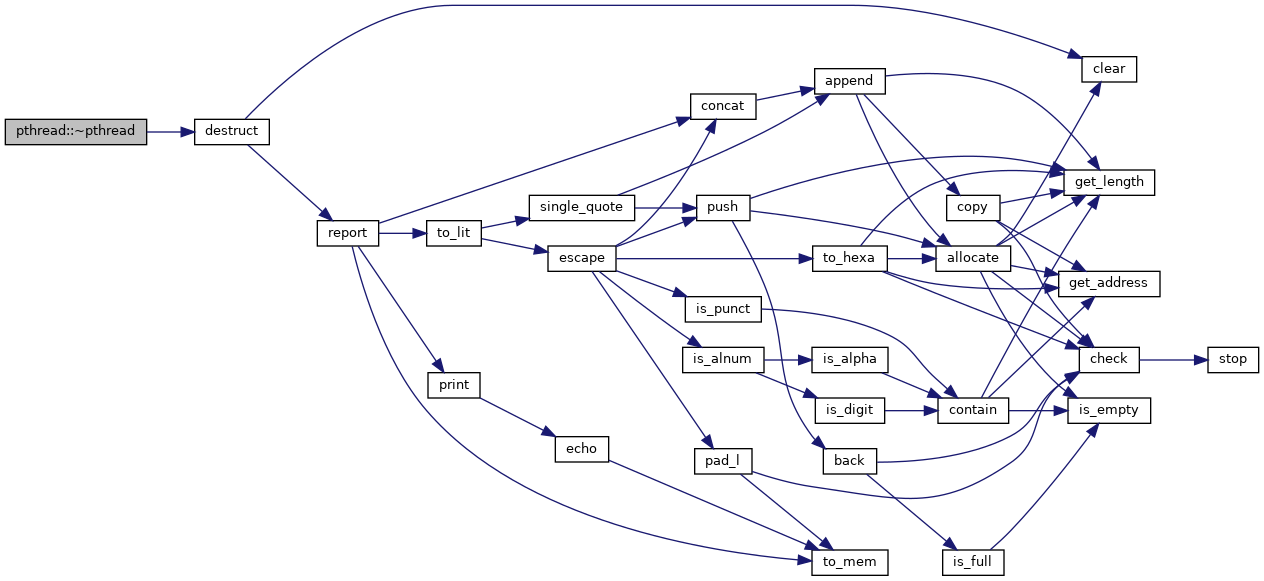 pthread::~pthread
destruct
report
to_lit
print
single_quote
escape
echo
concat
push
is_punct
is_alnum
pad_l
append
to_hexa
is_alpha
is_digit
back
to_mem
copy
allocate
contain
is_full
clear
get_length
get_address
check
is_empty
stop